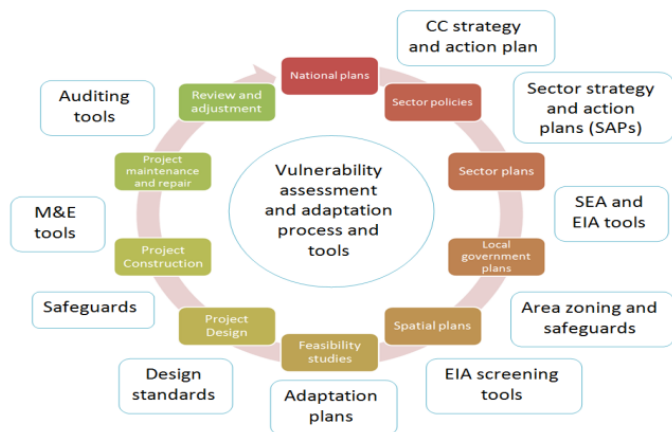 CC strategy
and action plan
National plans
Sector policies
Sector strategy
and action
plans (SAPs)
Sector plans
SEA and
EIA tools
Local
government
plans
Area zoning and
safeguards
Spatial plans
EIA screening
tools
Feasibility
studies
Adaptation
plans
Project
Design
Design
standards
Project
Construction
Safeguards
Project
maintenance
and repair
M&E
tools
Review and
adjustment
Auditing
tools
Vulnerability
assessment
and adaptation
process and
tools